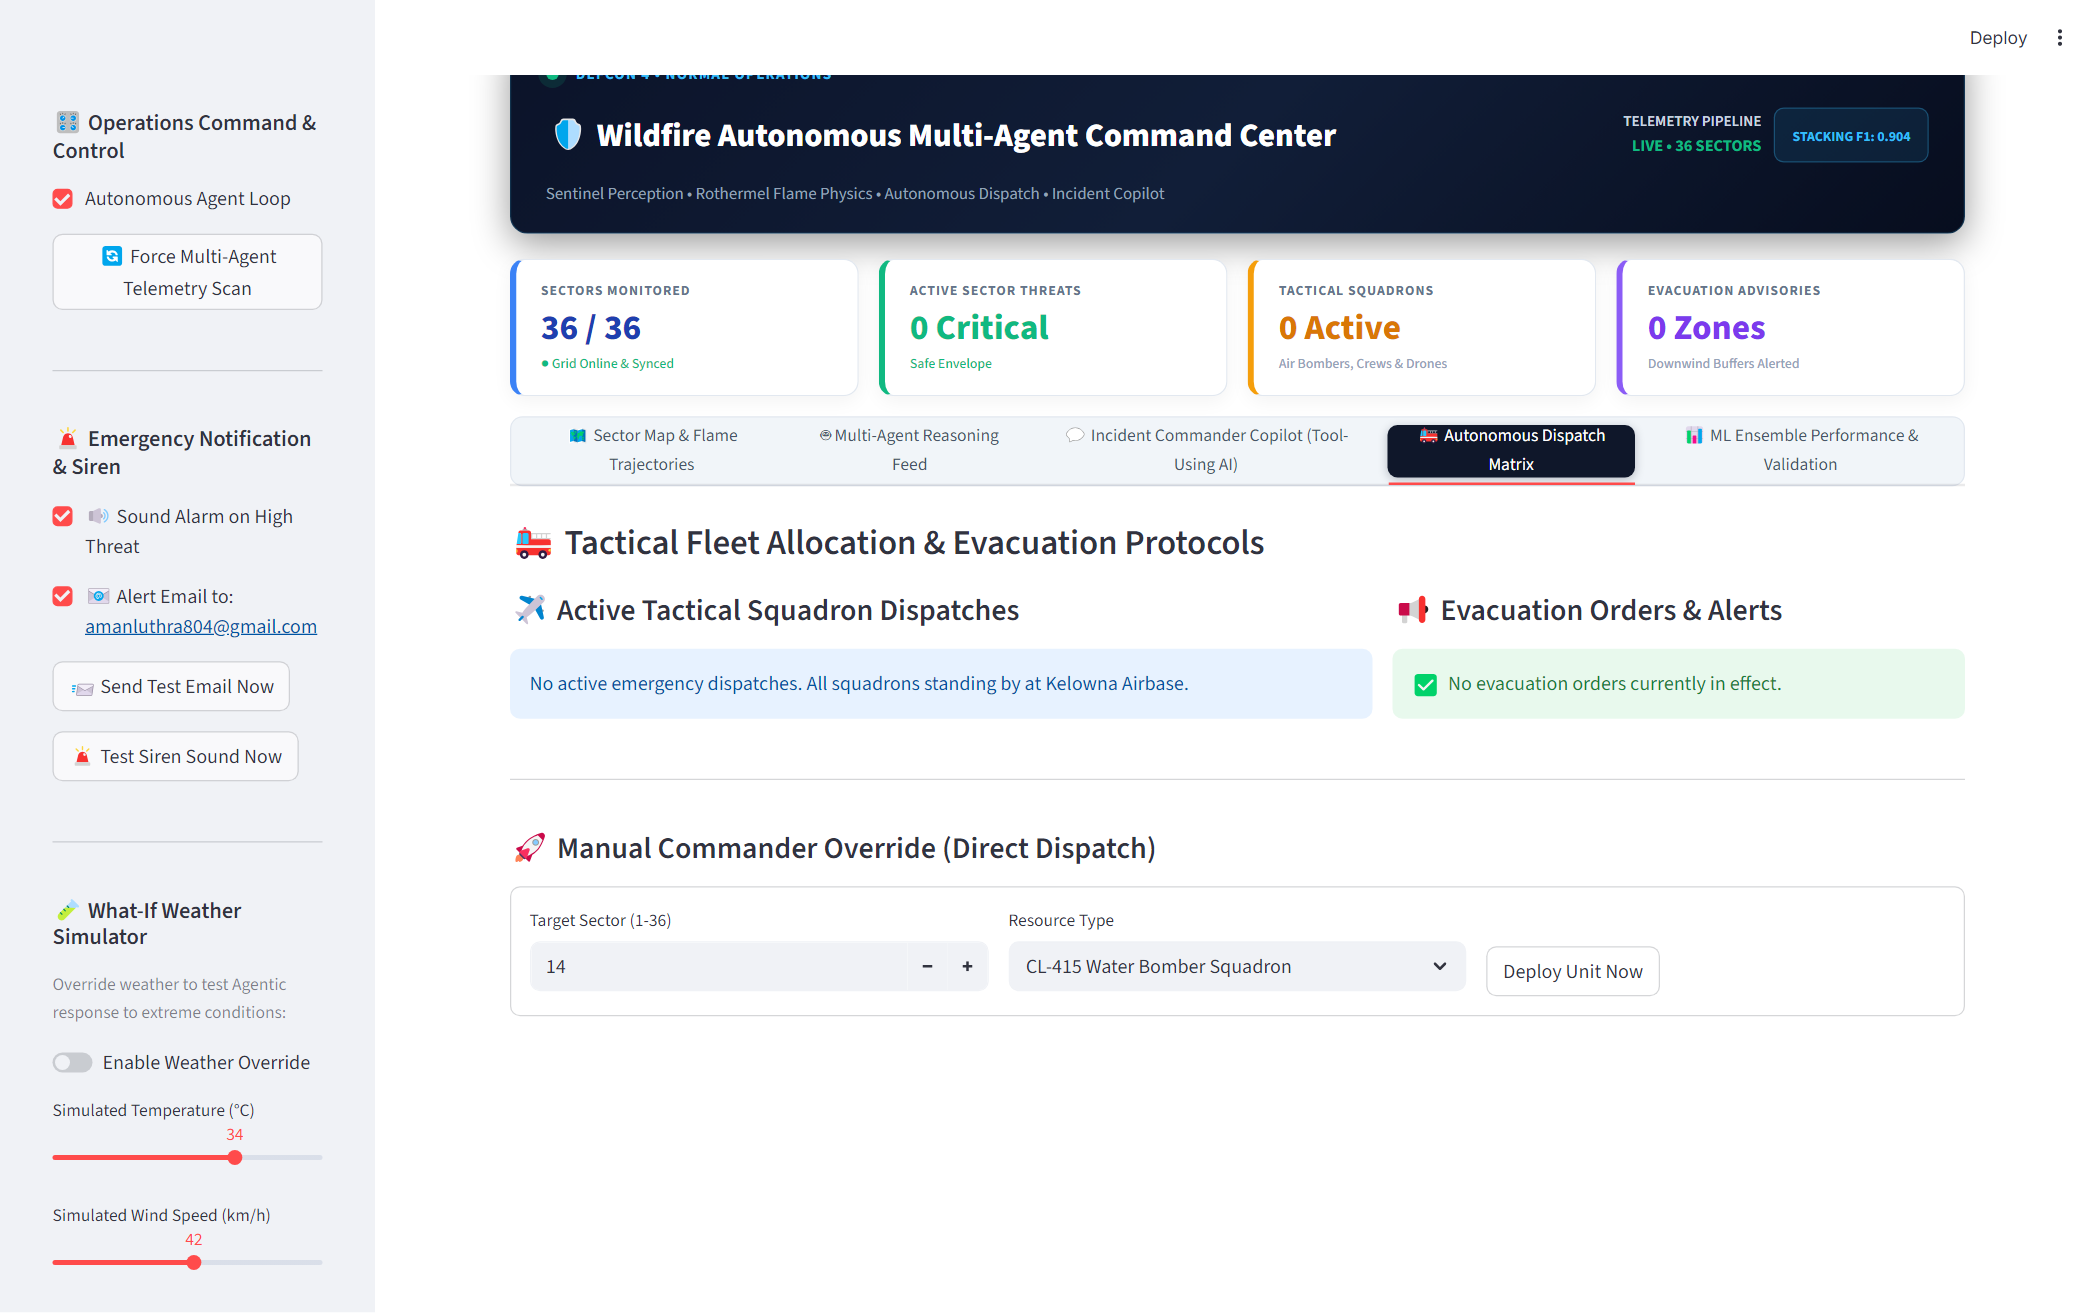 Deploy
Operations Command &
Control
Autonomous Agent Loop
Force Multi-Agent
Telemetry Scan
Emergency Notification
& Siren
Sound Alarm on High
Threat
Alert Email to:
amanluthra804@gmail.com
Send Test Email Now
Test Siren Sound Now
What-If Weather
Simulator
Override weather to test Agentic
response to extreme conditions:
Enable Weather Override
Simulated Temperature (°C)
34
Simulated Wind Speed (km/h)
42
DEFCON 4 • NORMAL OPERATIONS
Wildfire Autonomous Multi-Agent Command Center
Sentinel Perception • Rothermel Flame Physics • Autonomous Dispatch • Incident Copilot
TELEMETRY PIPELINE
LIVE • 36 SECTORS
STACKING F1: 0.904
SECTORS MONITORED
36 / 36
● Grid Online & Synced
ACTIVE SECTOR THREATS
0 Critical
Safe Envelope
TACTICAL SQUADRONS
0 Active
Air Bombers, Crews & Drones
EVACUATION ADVISORIES
0 Zones
Downwind Buffers Alerted
Sector Map & Flame
Trajectories
Multi-Agent Reasoning
Feed
Incident Commander Copilot (Tool-
Using AI)
Autonomous Dispatch
Matrix
ML Ensemble Performance &
Validation
Tactical Fleet Allocation & Evacuation Protocols
Active Tactical Squadron Dispatches
No active emergency dispatches. All squadrons standing by at Kelowna Airbase.
Evacuation Orders & Alerts
No evacuation orders currently in effect.
Manual Commander Override (Direct Dispatch)
Target Sector (1-36)
14
Resource Type
CL-415 Water Bomber Squadron
Deploy Unit Now